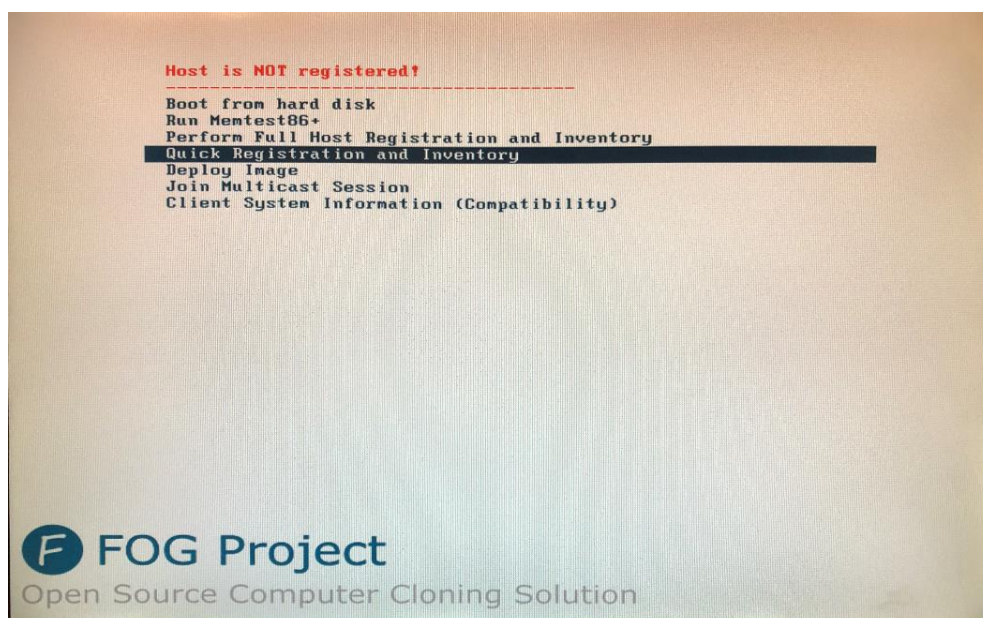 Host is NOT registered!
Boot from hard disk
Run Memtest86+
Perform Full Host Registration and Inventory
Quick Registration and Inventory
Deploy Image
Join Multicast Session
Client System Information (Compatibility)
F FOG Project
Open Source Computer Cloning Solution